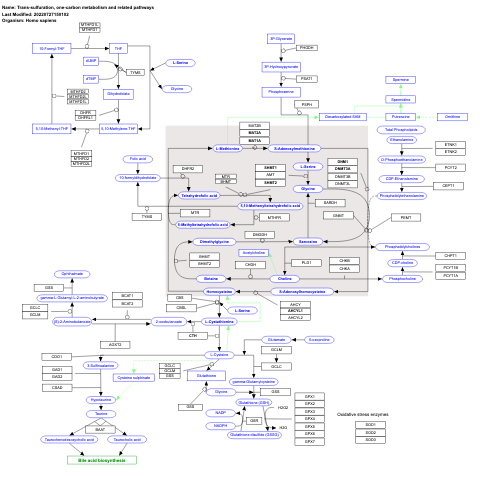 Name: Trans-sulfuration, one-carbon metabolism and related pathways
Last Modified: 20220727150102
Organism: Homo sapiens
MTHFD1L
MTHFD1
3P-Glycerate
10-Formyl-THF
THF
PHGDH
dUMP
L-Serine
3P-Hydroxypyruvate
TYMS
dTMP
PSAT1
Spermine
Glycine
Phosphoserine
MTHFD2
MTHFD1
MTHFD2L
Dihydrofolate
Spermidine
PSPH
DHFR
DHFRL1
Decarboxylated SAM
Putrescine
Ornithine
5,10-Methenyl-THF
5,10-Methylene-THF
MAT2B
MAT2A
MAT1A
Total Phospholipids
Ethanolamine
ETNK1
ETNK2
MTHFD1
MTHFD2
MTHFD2L
L-Methionine
S-Adenosylmethionine
Folic acid
O-Phosphoethanolamine
L-Serine
DHFR2
SHMT1
AMT
SHMT2
GNMT
DNMT1
DNMT3A
DNMT3B
DNMT3L
PCYT2
10-formyltetrahydrofolate
MTR
SHMT
CDP-Ethanolamine
CEPT1
Glycine
Tetrahydrofolic acid
Phosphatidylethanolamine
5,10-Methylenetetrahydrofolic acid
SARDH
TYMS
MTR
MTHFR
PEMT
5-Methyltetrahydrofolic acid
DMGDH
Dimethylglycine
Sarcosine
Phosphatidylcholines
Acetylcholine
BHMT
BHMT2
CHDH
PLD1
CHKB
CHKA
CDP-choline
CHPT1
PCYT1B
PCYT1A
Ophthalmate
Betaine
Choline
Phosphocholine
GSS
Homocysteine
S-Adenosylhomocysteine
gamma-L-Glutamyl-L-2-aminobutyrate
BCAT1
BCAT2
CBS
CBSL
GCLC
GCLM
L-Serine
AHCY
AHCYL1
AHCYL2
(S)-2-Aminobutanoate
2-oxobutanoate
L-Cystathionine
CTH
Glutamate
5-oxoproline
AGXT2
L-Cysteine
GCLM
CDO1
GCLC
3-Sulfinoalanine
GCLC
GCLM
GSS
GAD1
GAD2
Glutathione
Cysteine sulphinate
gamma-Glutamylcysteine
CSAD
Glycine
GSS
Hypotaurine
GPX1
GPX2
GPX3
GPX4
GPX5
GPX6
GPX7
Glutathione (GSH)
GSS
H2O2
Taurine
NADP
GSR
Oxidative stress enzymes
BAAT
NADPH
H2O
SOD1
SOD2
SOD3
Glutathione disulfide (GSSG)
Taurochenodeoxycholic acid
Taurocholic acid
Bile acid biosynthesis